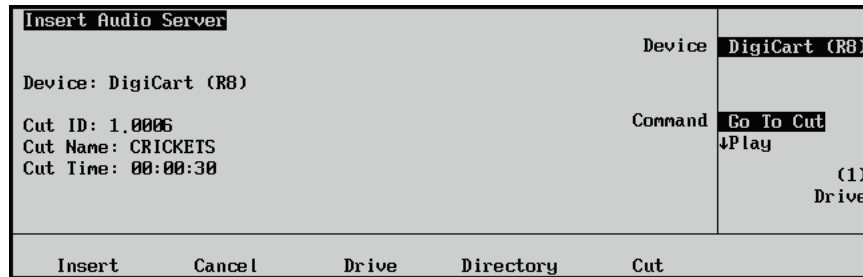 Insert Audio Server
Device DigiCart (R8)
Device: DigiCart (R8)
Cut ID: 1.0006
Command Go To Cut
Cut Name: CRICKETS
↓Play
Cut Time: 00:00:30
(1)
Drive
Insert Cancel Drive Directory Cut